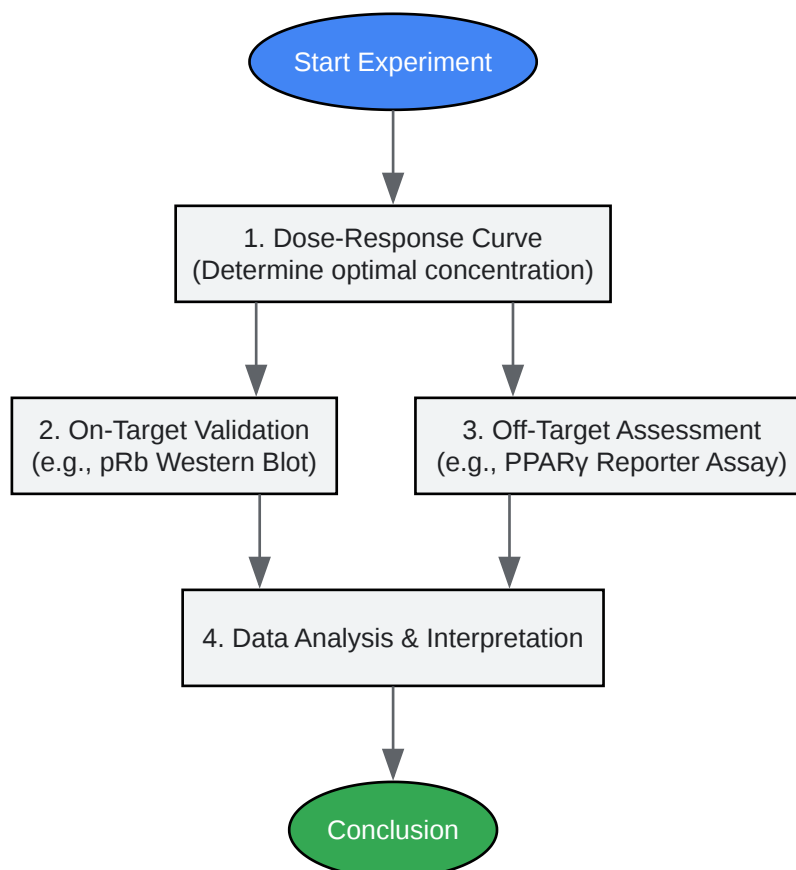 Start Experiment
1. Dose-Response Curve
(Determine optimal concentration)
2. On-Target Validation
(e.g., pRb Western Blot)
3. Off-Target Assessment
(e.g., PPARγ Reporter Assay)
4. Data Analysis & Interpretation
Conclusion